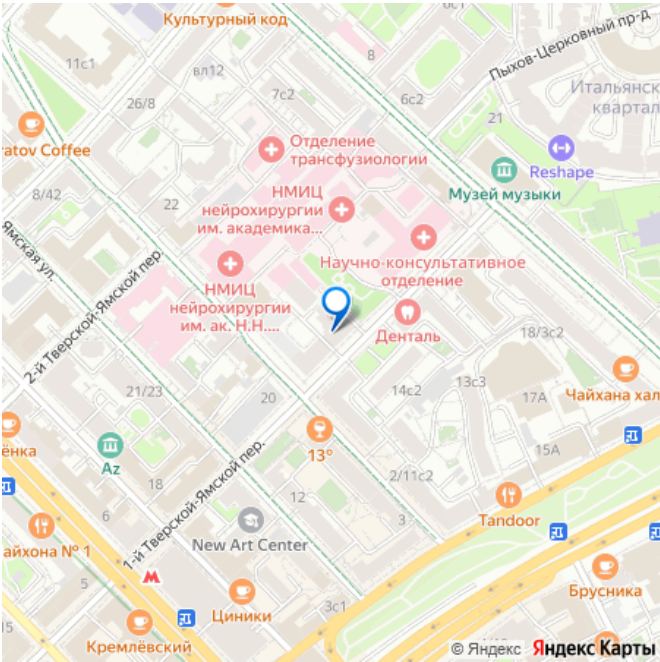 Культурный код
6с1
8
11с1
вл12
Пыхов-Церковный пр-д
7с2
6с2
Итальянск
квартал
26/8
21
ratov Coffee
Отделение
трансфузиологии
Reshape
Музей музыки
8/42
22
НМИЦ
нейрохирургии
им. академика...
Ямская ул.
Научно-консультативное
отделение
2-й Тверской-Ямской пер.
НМИЦ
нейрохирургии
им. ак. Н.Н....
Денталь
18/3с2
14с2
13с3
17А
Чайхана хал
21/23
20
ёнка
Az
13°
15А
18
2/11с2
1-й Тверской-Ямской пер.
12
6
3
Tandoor
New Art Center
айхона № 1
5
М
Циники
Брусника
3с1
15
Кремлёвский
© Яндекс Яндекс Карты